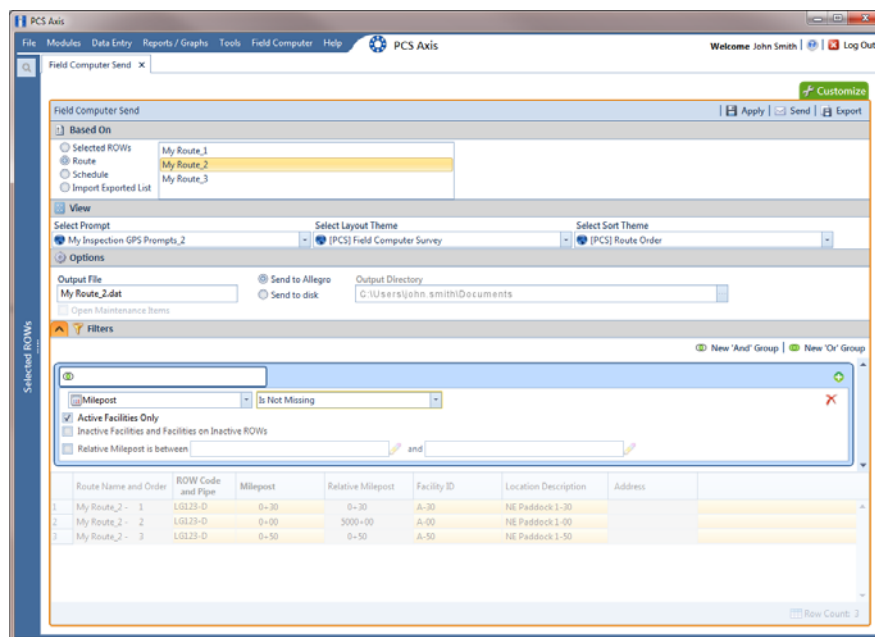 PCS Axis
File Modules Data Entry Reports / Graphs Tools Field Computer Help PCS Axis Welcome John Smith Log Out
Field Computer Send X
Customize
Field Computer Send Apply Send Export
Based On
Selected ROWs My Route_1
Route My Route_2
Schedule My Route_3
Import Exported List
View
Select Prompt Select Layout Theme Select Sort Theme
My Inspection GPS Prompts_2 [PCS] Field Computer Survey [PCS] Route Order
Options
Output File Send to Allegro Output Directory
My Route_2.dat Send to disk C:\Users\john.smith\Documents
Open Maintenance Items
Filters
Selected ROWs
New 'And' Group New 'Or' Group
Milepost Is Not Missing
Active Facilities Only
Inactive Facilities and Facilities on Inactive ROWs
Relative Milepost is between and
Route Name and Order ROW Code and Pipe Milepost Relative Milepost Facility ID Location Description Address
1 My Route_2 - 1 LG123-D 0+30 0+30 A-30 NE Paddock 1-30
2 My Route_2 - 2 LG123-D 0+00 5000+00 A-00 NE Paddock 1-00
3 My Route_2 - 3 LG123-D 0+50 0+50 A-50 NE Paddock 1-50
Row Count: 3